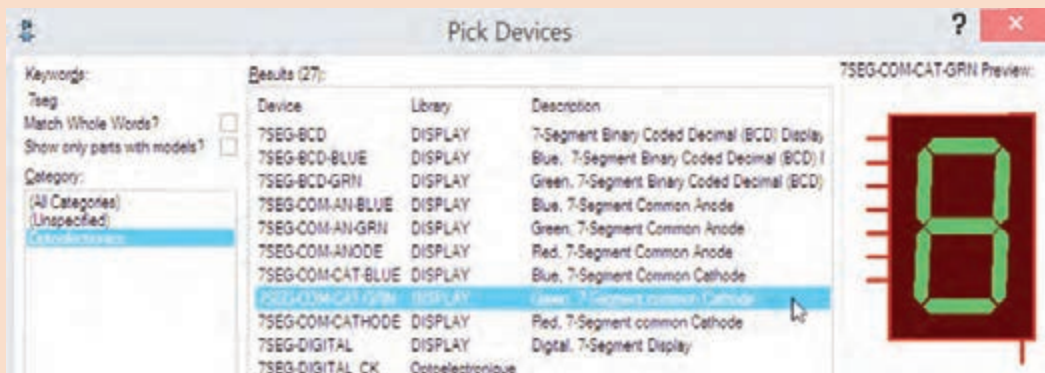 Pick Devices
?
Keywords:
7seg
Match Whole Words?
Show only parts with models?
Category:
(All Categories)
(Unspecified)
Optoelectronics
Results (27):
Device Library Description
7SEG-BCD DISPLAY 7-Segment Binary Coded Decimal (BCD) Display
7SEG-BCD-BLUE DISPLAY Blue, 7-Segment Binary Coded Decimal (BCD)
7SEG-BCD-GRN DISPLAY Green, 7-Segment Binary Coded Decimal (BCD)
7SEG-COM-AN-BLUE DISPLAY Blue, 7-Segment Common Anode
7SEG-COM-AN-GRN DISPLAY Green, 7-Segment Common Anode
7SEG-COM-ANODE DISPLAY Red, 7-Segment Common Anode
7SEG-COM-CAT-BLUE DISPLAY Blue, 7-Segment Common Cathode
7SEG-COM-CAT-GRN DISPLAY Green, 7-Segment common Cathode
7SEG-COM-CATHODE DISPLAY Red, 7-Segment common Cathode
7SEG-DIGITAL DISPLAY Digital, 7-Segment Display
7SEG-DIGITAL CK Optoelectronique
7SEG-COM-CAT-GRN Preview: